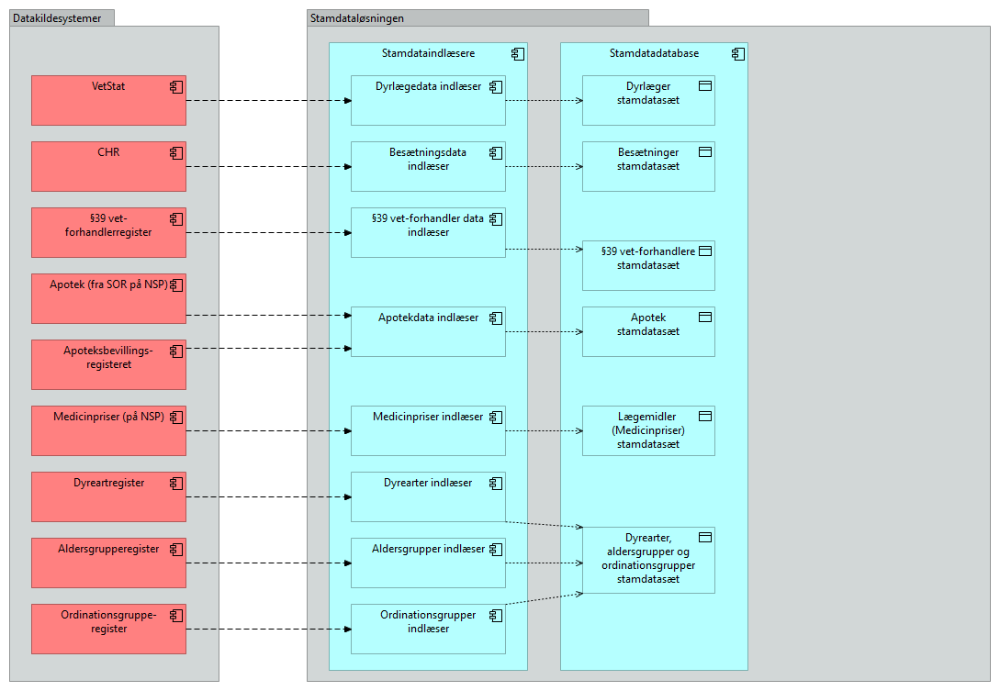 Datakildesystemer
VetStat
CHR
§39 vet-
forhandlerregister
Apotek (fra SOR på NSP)
Apoteksbevillings-
registeret
Medicinpriser (på NSP)
Dyreartregister
Aldersgrupperegister
Ordinationsgruppe-
register
Stamdataløsningen
Stamdataindlæsere
Dyrlægedata indlæser
Besætningsdata
indlæser
§39 vet-forhandler data
indlæser
Apotekdata indlæser
Medicinpriser indlæser
Dyrearter indlæser
Aldersgrupper indlæser
Ordinationsgrupper
indlæser
Stamdatadatabase
Dyrlæger
stamdatasæt
Besætninger
stamdatasæt
§39 vet-forhandlere
stamdatasæt
Apotek
stamdatasæt
Lægemidler
(Medicinpriser)
stamdatasæt
Dyrearter,
aldersgrupper og
ordinationsgrupper
stamdatasæt